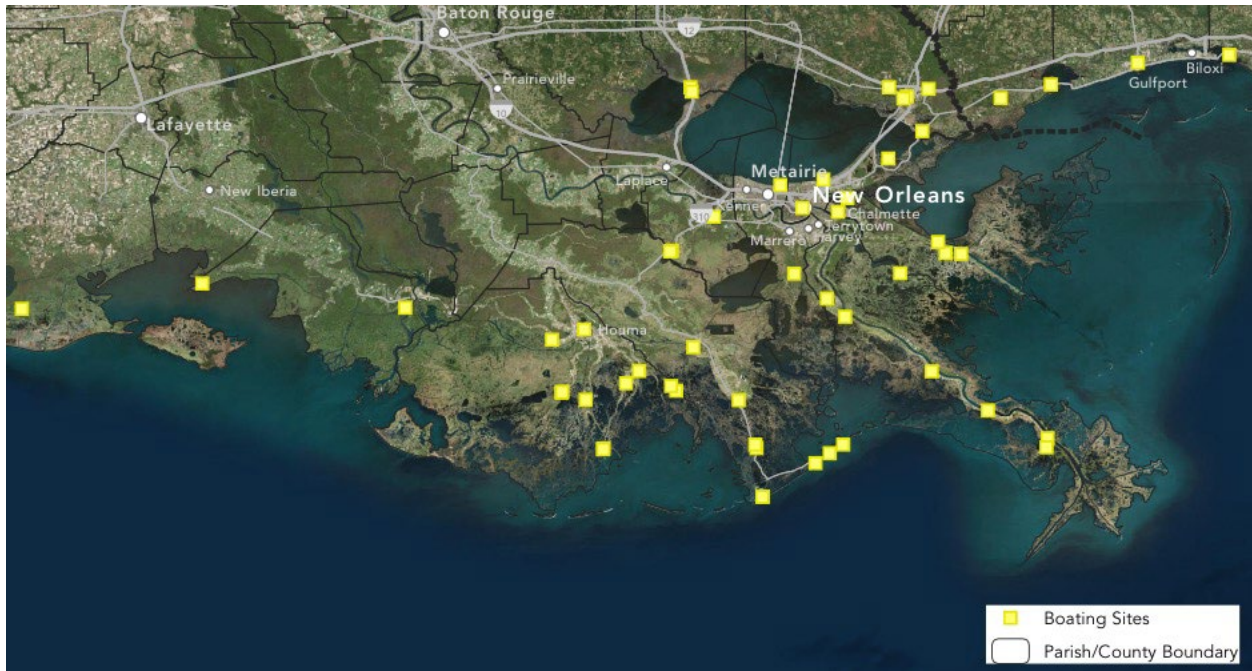 Baton Rouge
12
Prairieville
10
Gulfport
Biloxi
Lafayette
New Iberia
Laplace
Metairie
Kenner
New Orleans
310
Chalmette
Jerrytown
Marrero
Harvey
Houma
Boating Sites
Parish/County Boundary